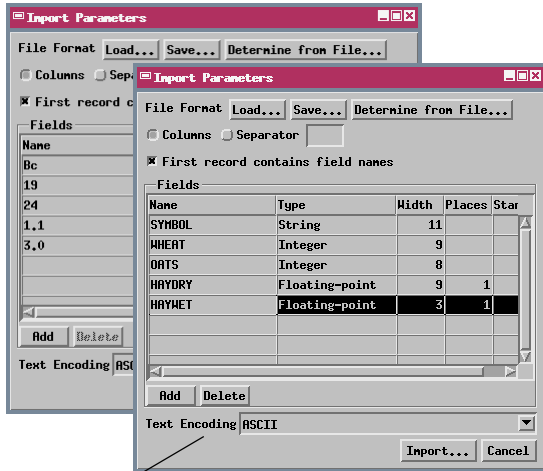 Import Parameters
File Format Load... Save... Determine from File...
Columns
First record
Fields
Name
Bc
19
24
1.1
3.0
Add Delete
Text Encoding
Import Parameters
File Format Load... Save... Determine from File...
Columns Separator
First record contains field names
Fields
Name Type Width Places
SYMBOL String 11
WHEAT Integer 9
OATS Integer 8
HAYDRY Floating-point 9 1
HAYWET Floating-point 3 1
Add Delete
Text Encoding ASCII
Import... Cancel